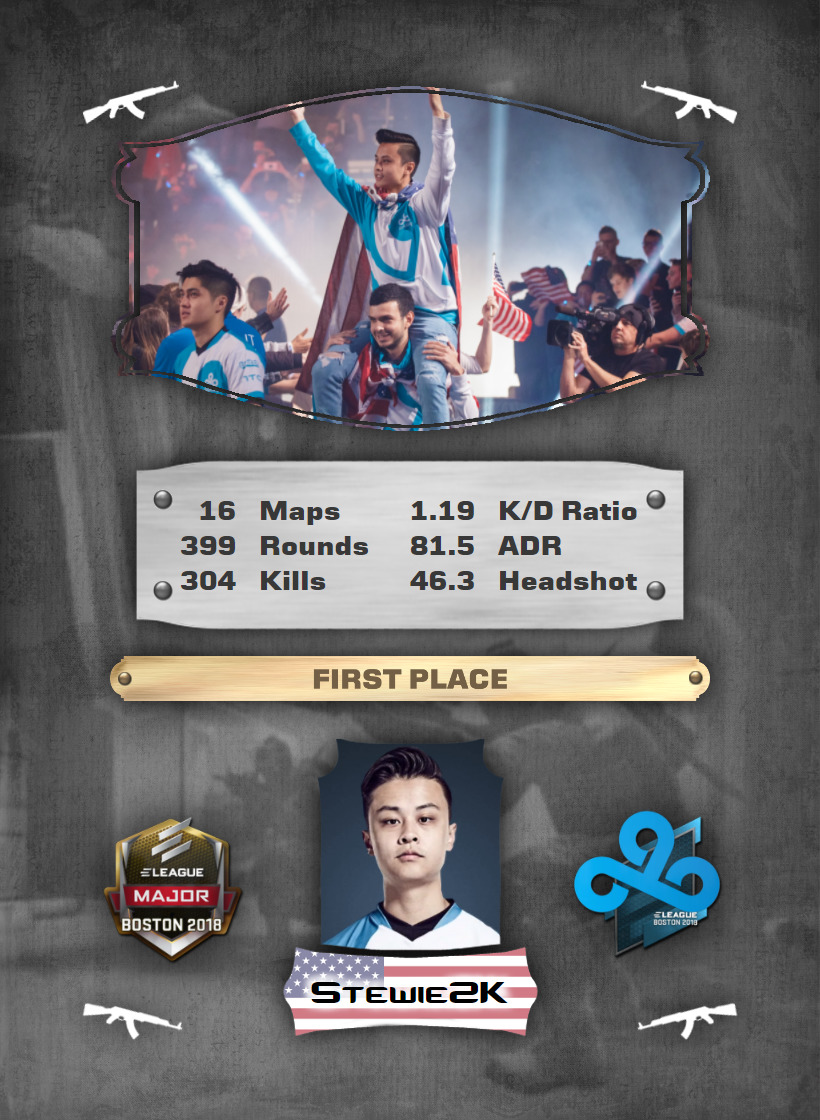 16 Maps 1.19 K/D Ratio
399 Rounds 81.5 ADR
304 Kills 46.3 Headshot
FIRST PLACE
ELEAGUE
MAJOR
BOSTON 2018
ELEAGUE
BOSTON 2018
Stewie2K